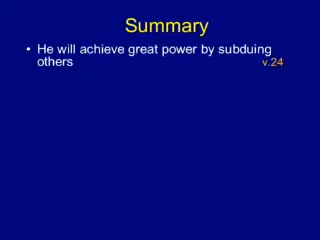 Summary
• He will achieve great power by subduing
others v.24